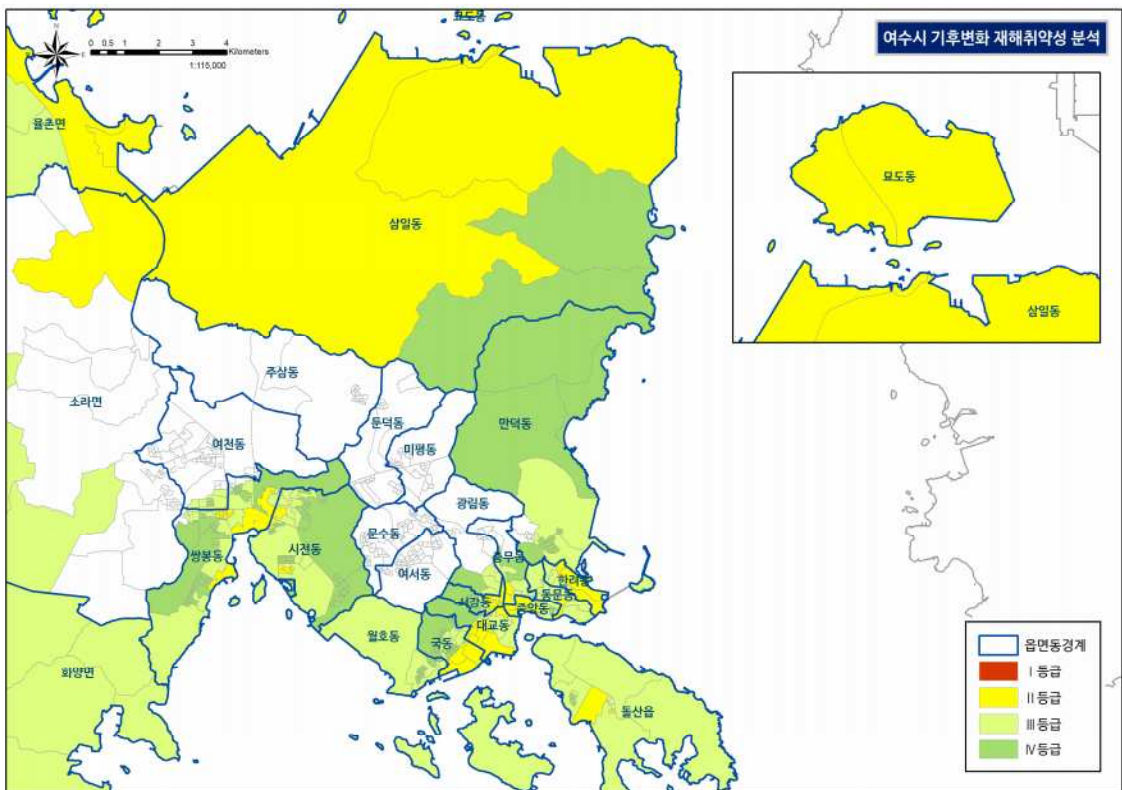 여수시 기후변화 재해취약성 분석
N
0 0.5 1 2 3 4
Kilometers
1:115,000
묘도동
율촌면
묘도동
삼일동
삼일동
주삼동
소라면
둔덕동
만덕동
여천동
미평동
광림동
문수동
쌍봉동
시전동
충무동
여서동
한려동
서강동
동문동
중앙동
대교동
월호동
국동
화양면
돌산읍
읍면동경계
Ⅰ등급
Ⅱ등급
Ⅲ등급
Ⅳ등급